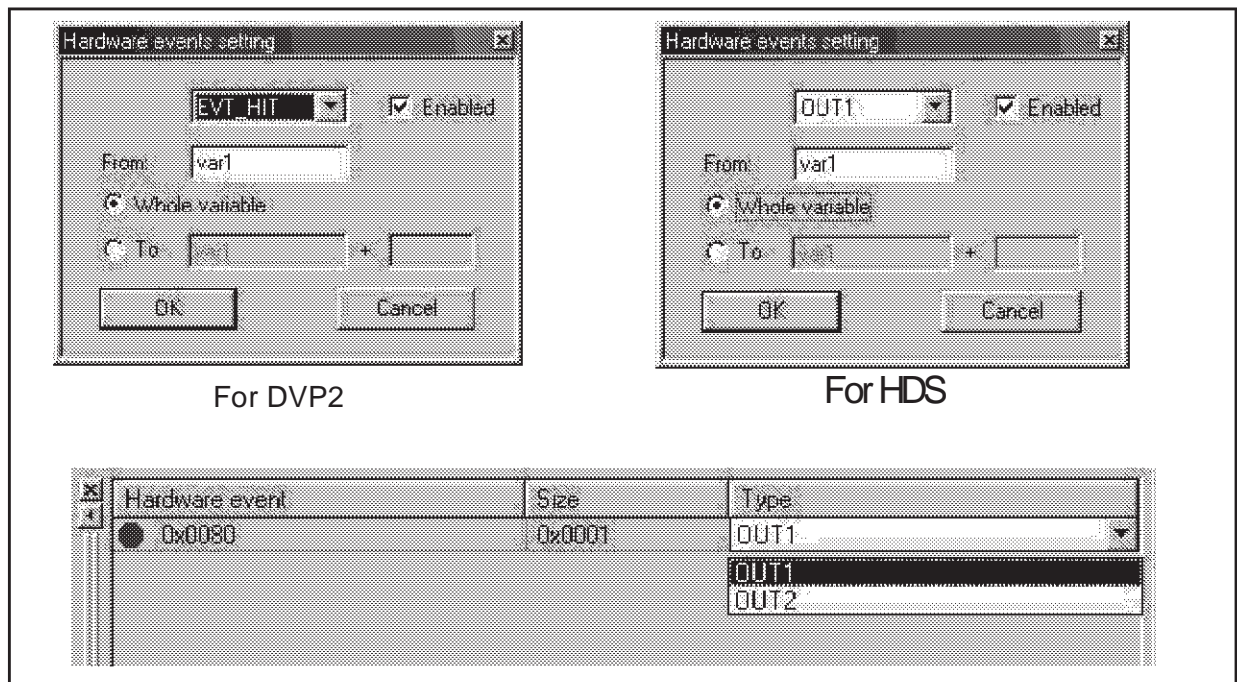 Hardware events setting
EVT_HIT
Enabled
From: var1
Whole variable
To var1 +
OK Cancel
For DVP2
Hardware events setting
OUT1
Enabled
From: var1
Whole variable
To var1 +
OK Cancel
For HDS
Hardware event Size Type
0x0080 0x0001 OUT1
OUT1
OUT2